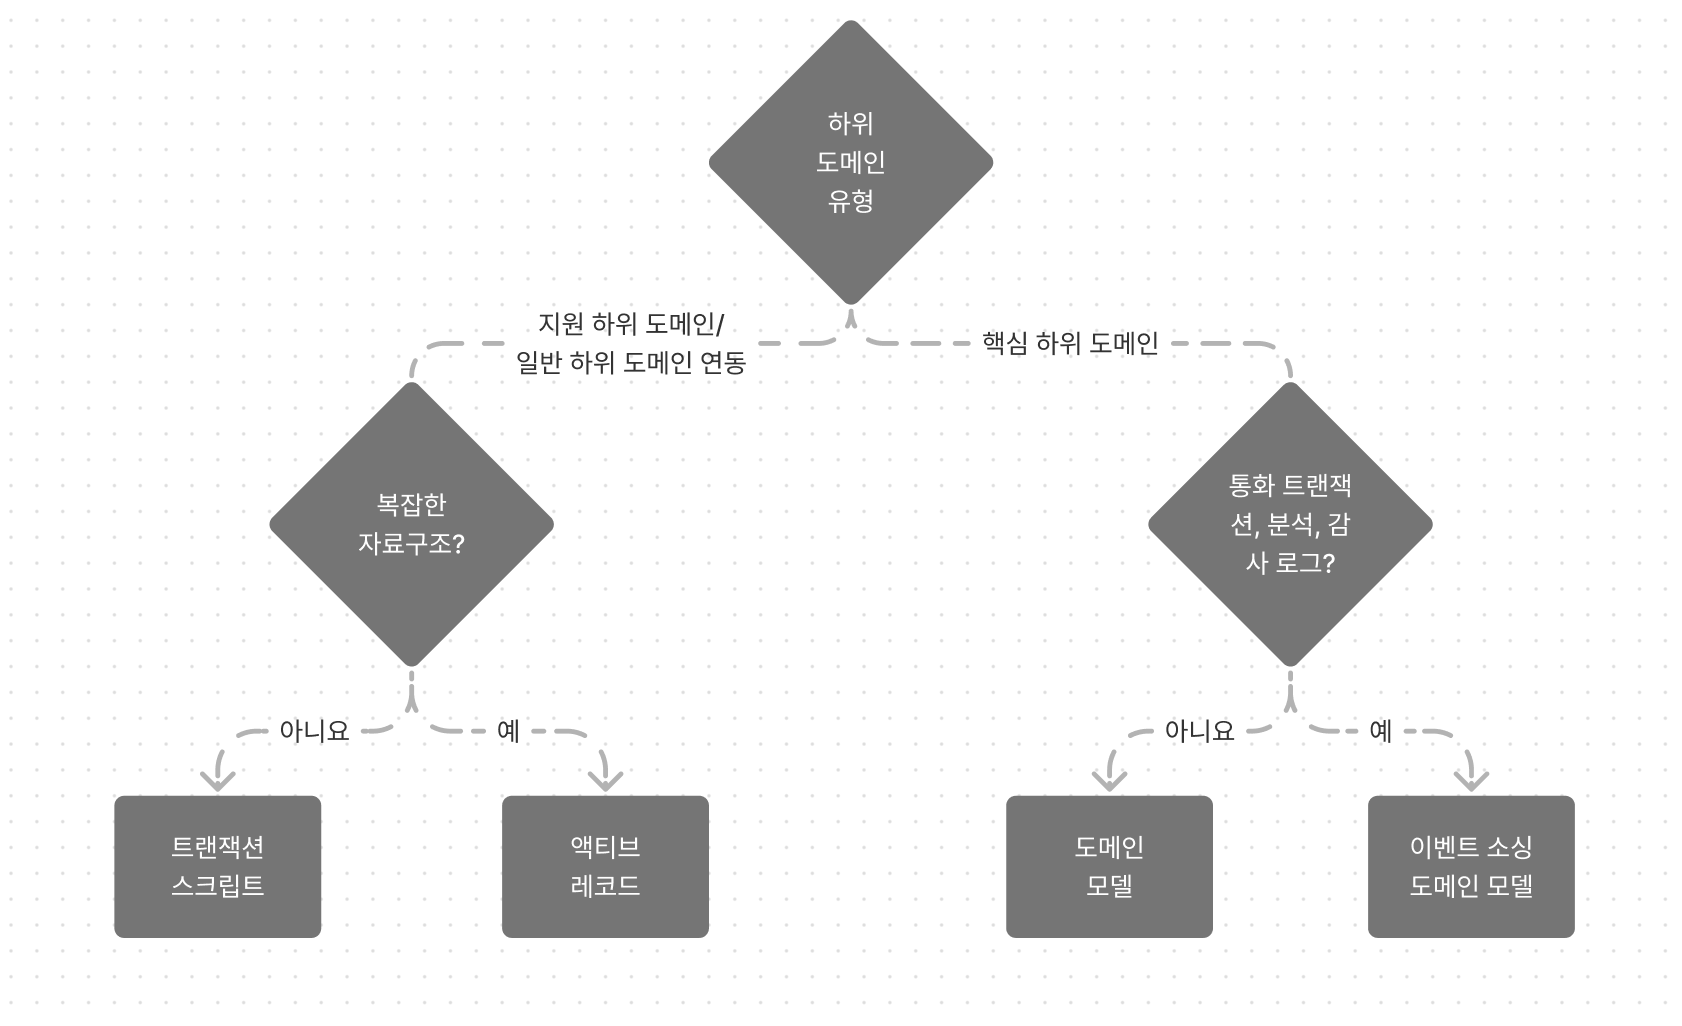 하위
도메인
유형
지원 하위 도메인/
일반 하위 도메인 연동
핵심 하위 도메인
복잡한
자료구조?
통화 트랜잭
션, 분석, 감
사 로그?
아니요
예
아니요
예
트랜잭션
스크립트
액티브
레코드
도메인
모델
이벤트 소싱
도메인 모델